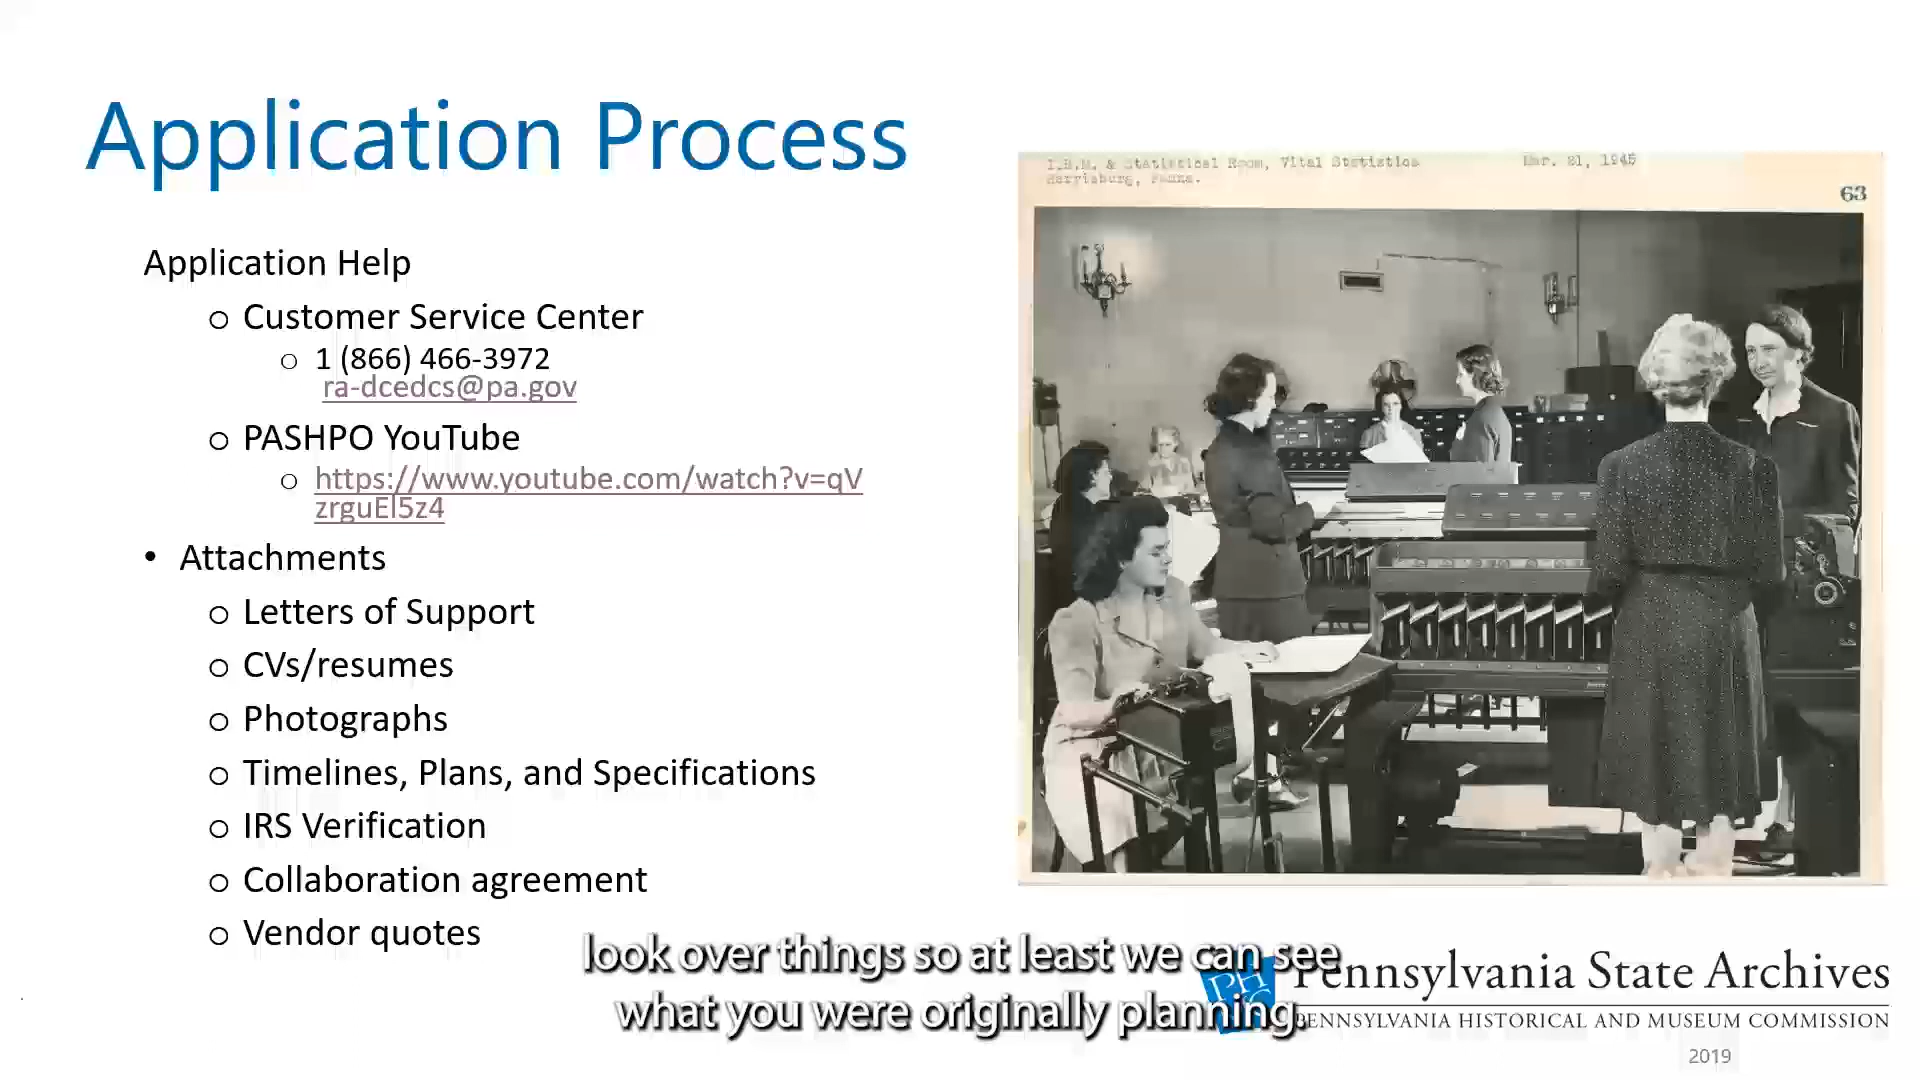 Application Process
Application Help
Customer Service Center
1 (866) 466-3972
ra-dcedcs@pa.gov
PASHPO YouTube
https://www.youtube.com/watch?v=qV
zrguEl5z4
Attachments
Letters of Support
CVs/resumes
Photographs
Timelines, Plans, and Specifications
IRS Verification
Collaboration agreement
Vendor quotes
I.B.M. & Statistical Room, Vital Statistics Mar. 21, 1945
Harrisburg, Penna.
63
look over things so at least we can see
what you were originally planning.
PH
Pennsylvania State Archives
PENNSYLVANIA HISTORICAL AND MUSEUM COMMISSION
2019